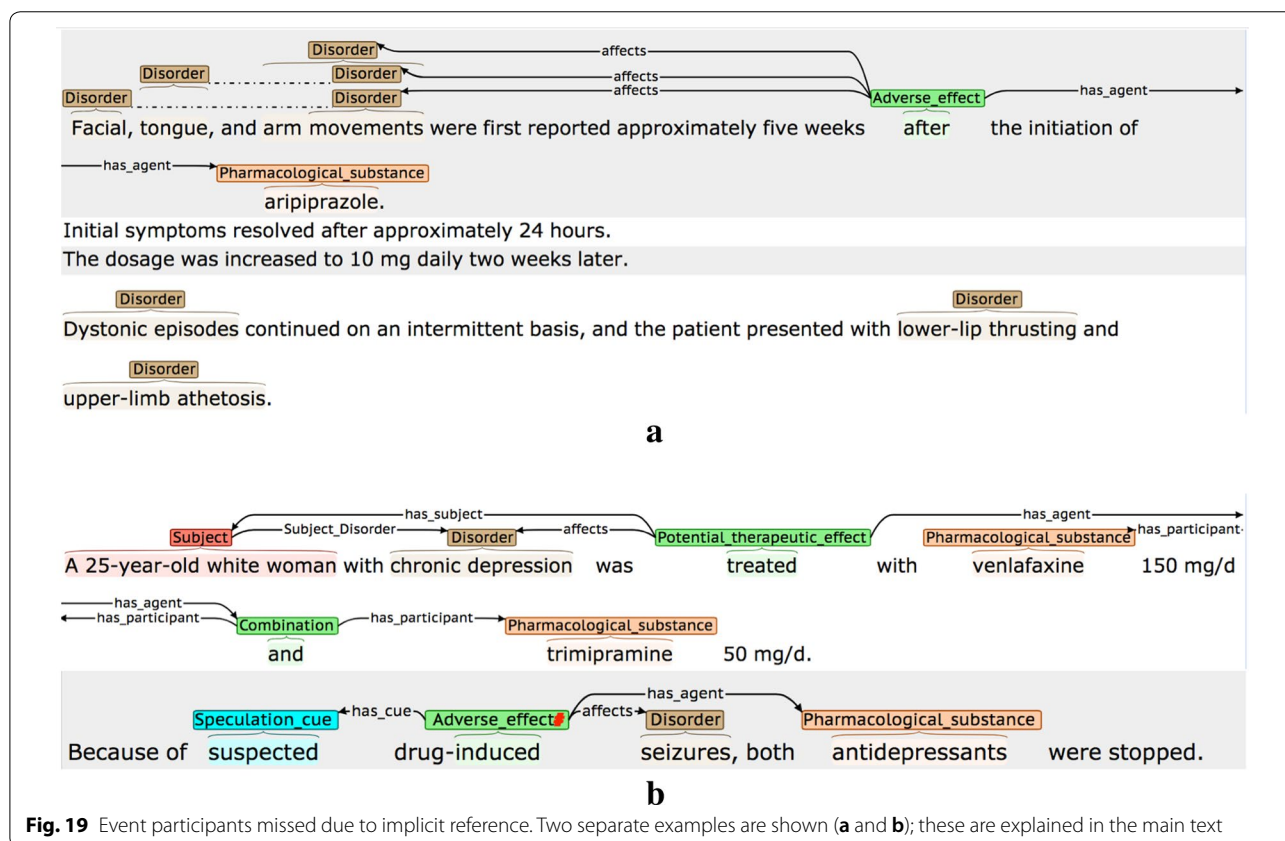 Disorder affects
Disorder Disorder affects
Disorder Disorder affects Adverse_effect has_agent
Facial, tongue, and arm movements were first reported approximately five weeks after the initiation of
has_agent Pharmacological_substance
aripiprazole.
Initial symptoms resolved after approximately 24 hours.
The dosage was increased to 10 mg daily two weeks later.
Disorder Disorder
Dystonic episodes continued on an intermittent basis, and the patient presented with lower-lip thrusting and
Disorder
upper-limb athetosis.
a
has_subject has_agent
Subject Subject_Disorder Disorder affects Potential_therapeutic_effect Pharmacological_substance has_participant
A 25-year-old white woman with chronic depression was treated with venlafaxine 150 mg/d
has_agent
has_participant Combination has_participant Pharmacological_substance
and trimipramine 50 mg/d.
has_agent
Speculation_cue has_cue Adverse_effect affects Disorder Pharmacological_substance
Because of suspected drug-induced seizures, both antidepressants were stopped.
b
Fig. 19 Event participants missed due to implicit reference. Two separate examples are shown (a and b); these are explained in the main text